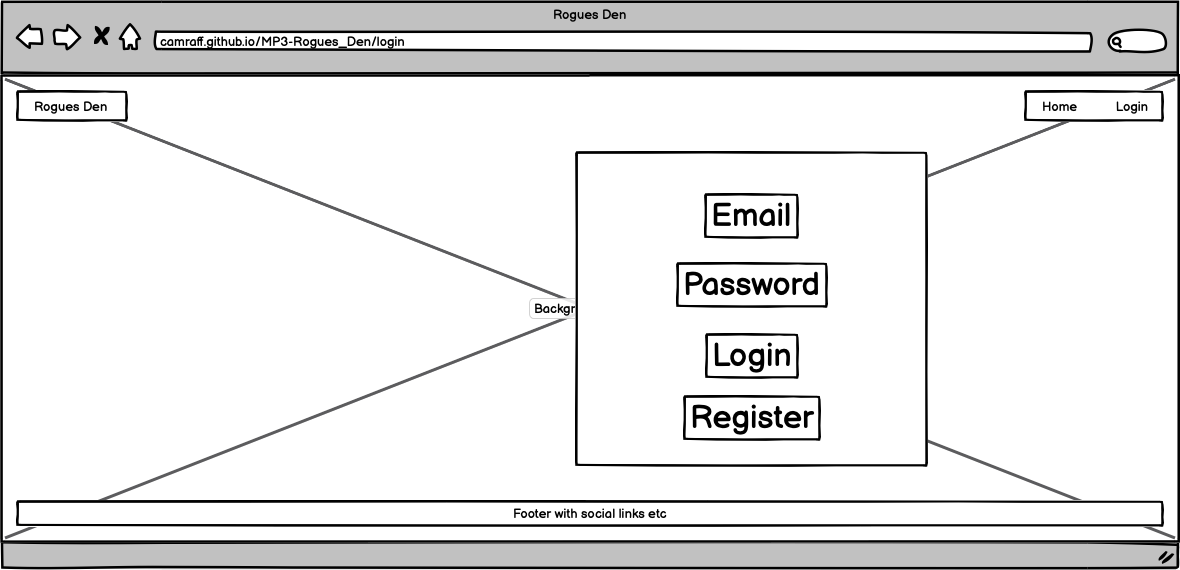 Rogues Den
camraff.github.io/MP3-Rogues_Den/login
Rogues Den
Home Login
Email
Password
Backgr
Login
Register
Footer with social links etc